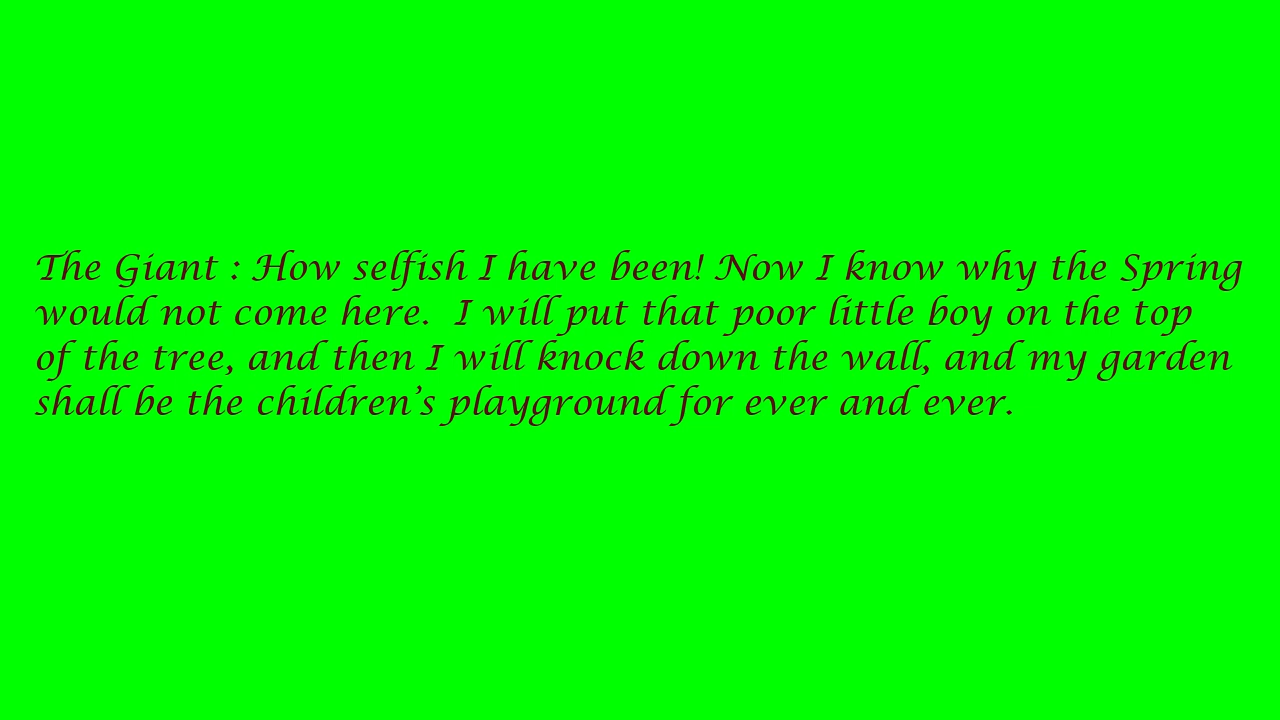 The Giant : How selfish I have been! Now I know why the Spring
would not come here.  I will put that poor little boy on the top
of the tree, and then I will knock down the wall, and my garden
shall be the children's playground for ever and ever.